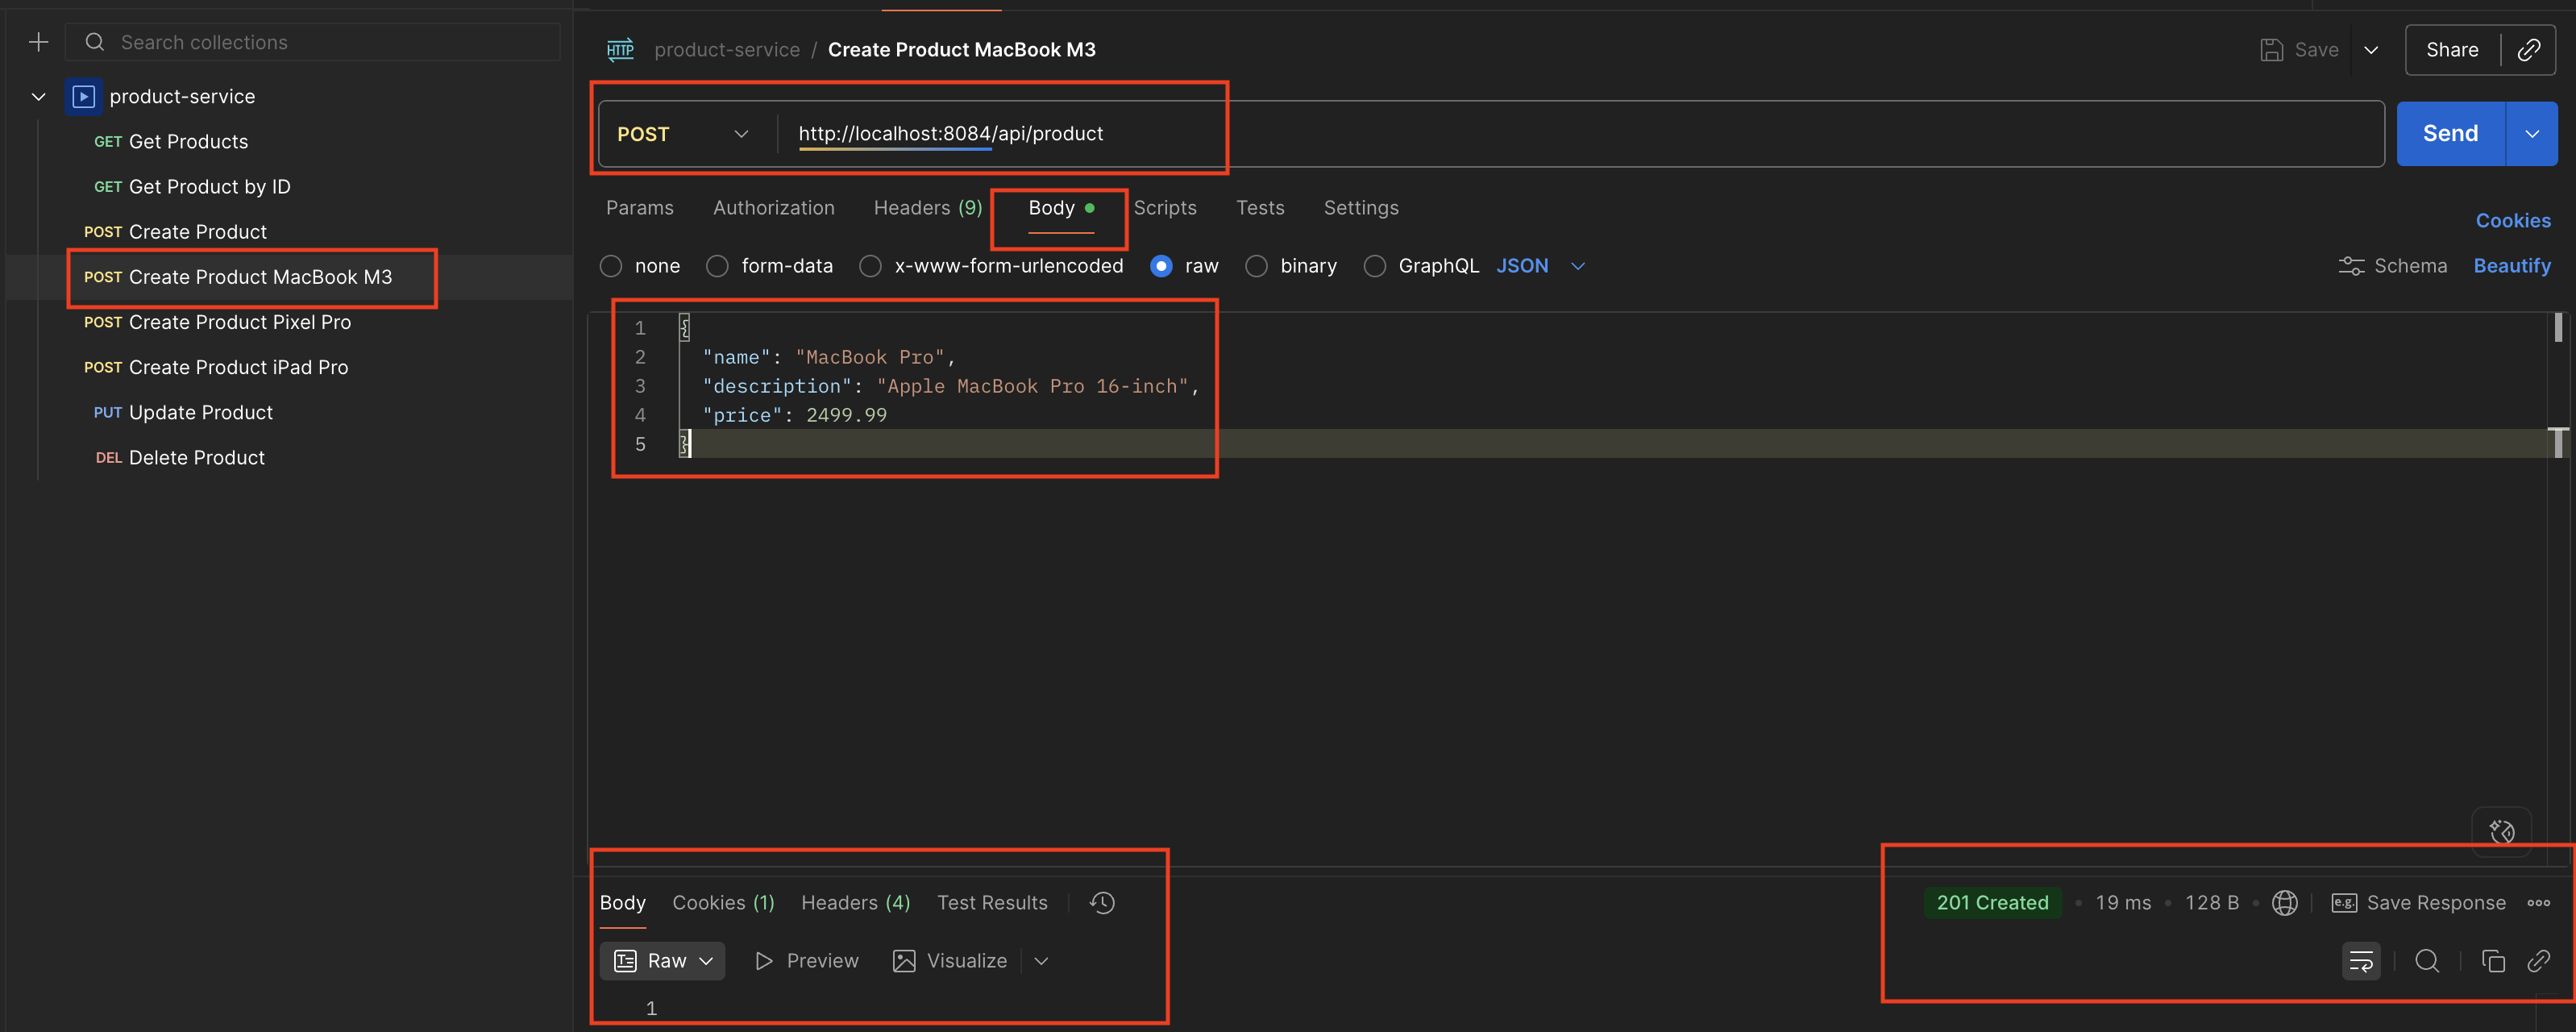 Search collections
product-service
GET Get Products
GET Get Product by ID
POST Create Product
POST Create Product MacBook M3
POST Create Product Pixel Pro
POST Create Product iPad Pro
PUT Update Product
DEL Delete Product
HTTP product-service / Create Product MacBook M3
Save
Share
POST http://localhost:8084/api/product
Send
Params Authorization Headers (9) Body Scripts Tests Settings
Cookies
none form-data x-www-form-urlencoded raw binary GraphQL JSON
Schema Beautify
1 {
2 "name": "MacBook Pro",
3 "description": "Apple MacBook Pro 16-inch",
4 "price": 2499.99
5 }
Body Cookies (1) Headers (4) Test Results
201 Created • 19 ms • 128 B • e.g. Save Response
Raw Preview Visualize
1